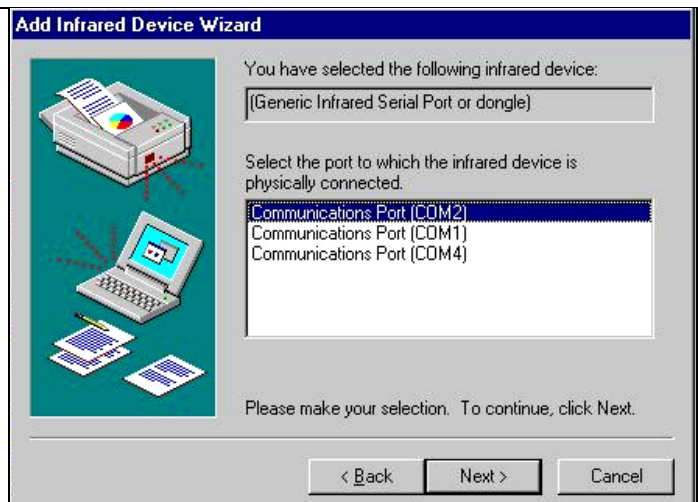 Add Infrared Device Wizard
You have selected the following infrared device:
(Generic Infrared Serial Port or dongle)
Select the port to which the infrared device is
physically connected.
Communications Port (COM2)
Communications Port (COM1)
Communications Port (COM4)
Please make your selection.  To continue, click Next.
< Back
Next >
Cancel